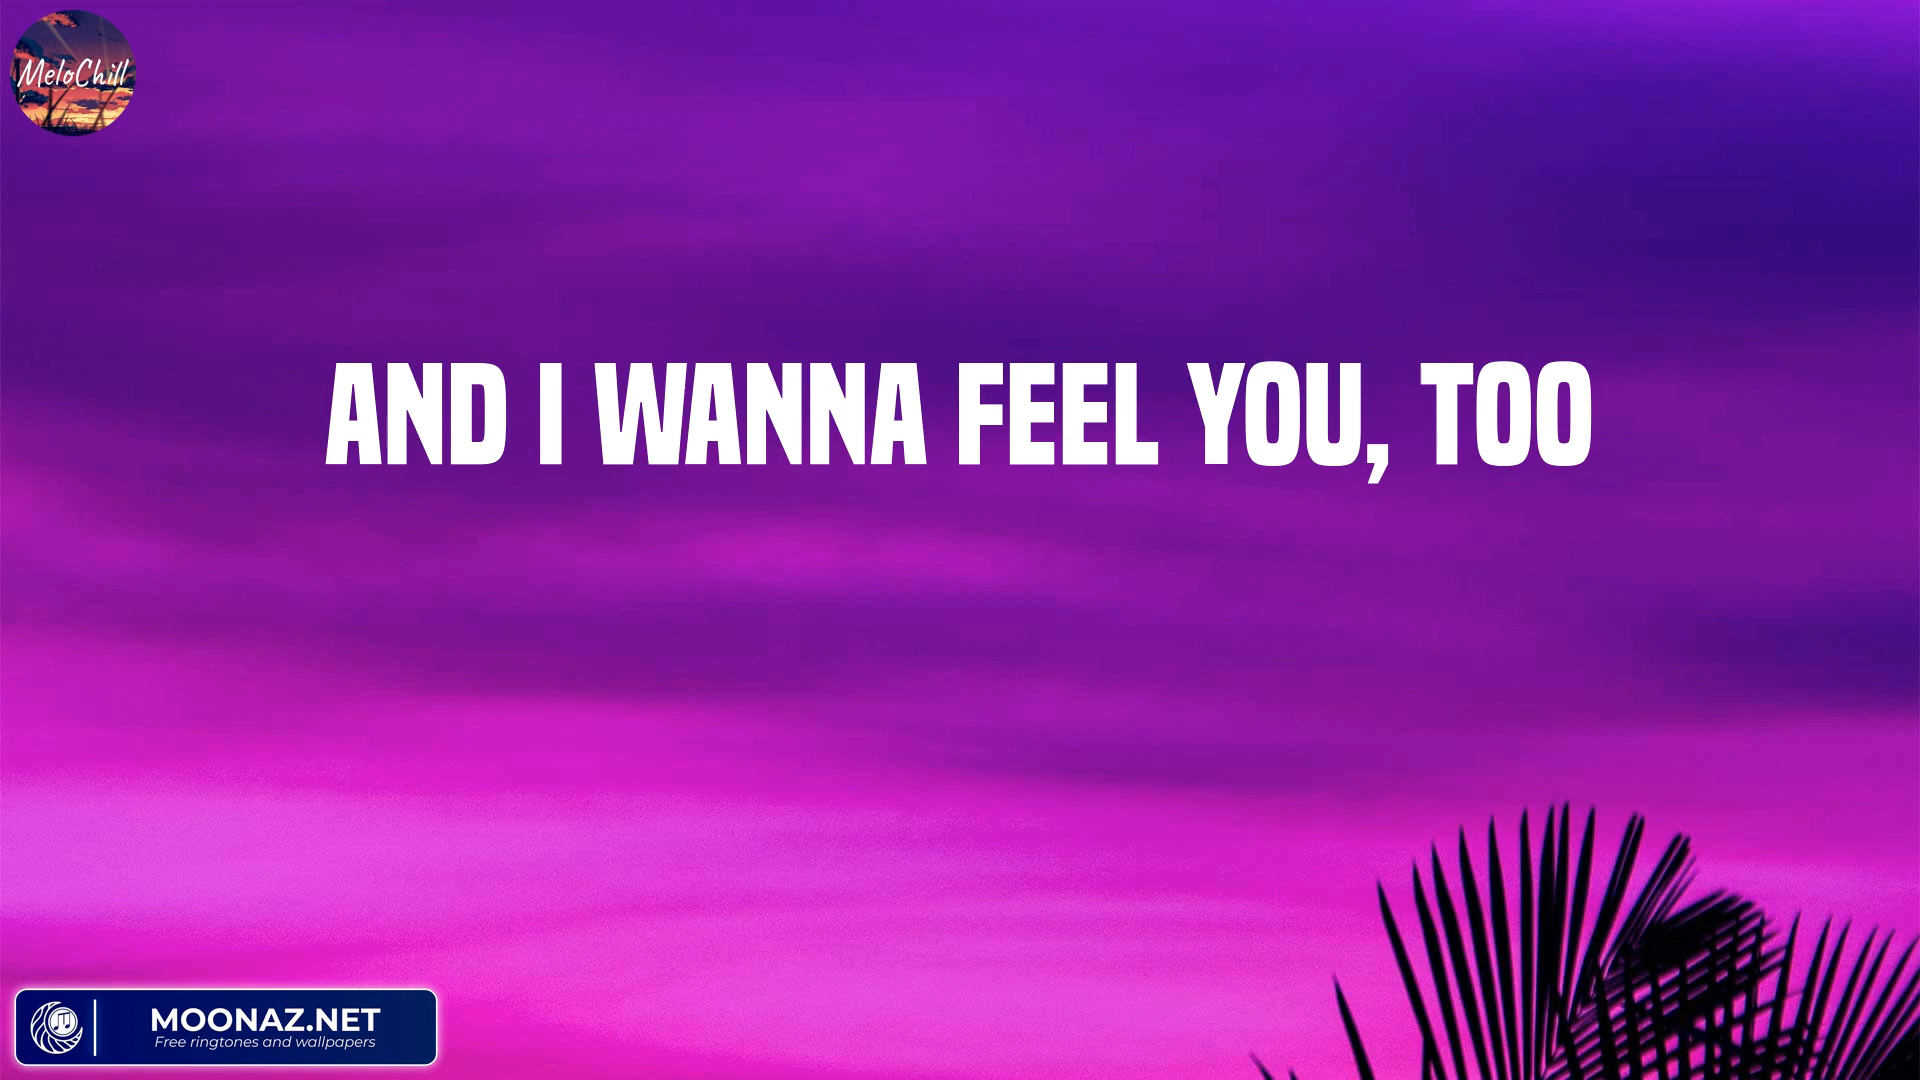 MeloChill
AND I WANNA FEEL YOU, TOO
MOONAZ.NET
Free ringtones and wallpapers